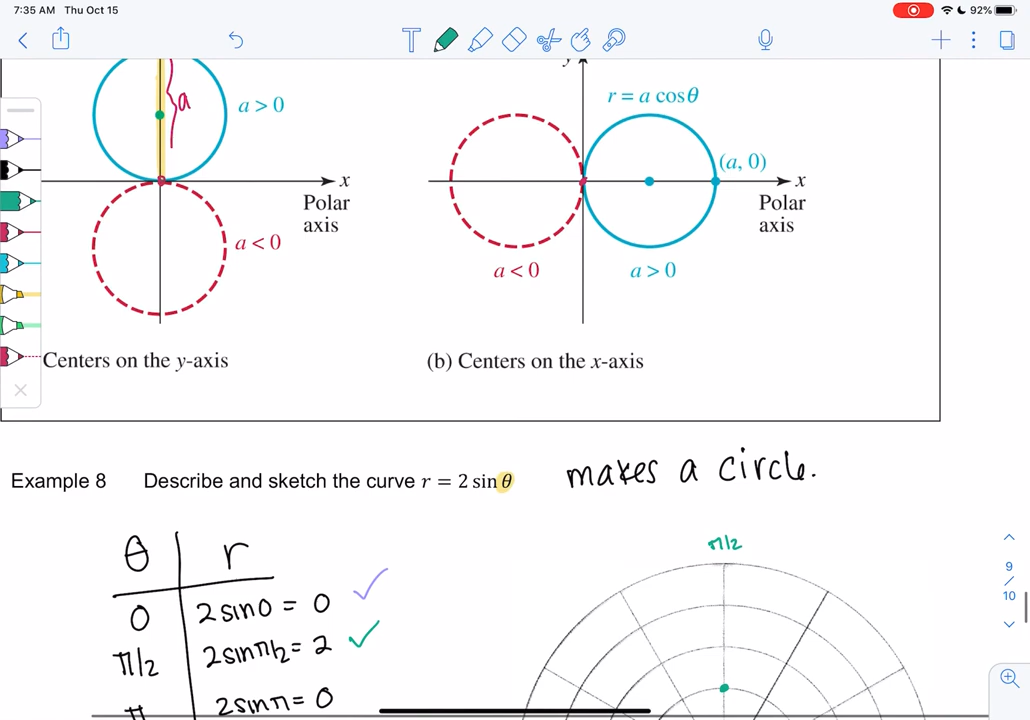 7:35 AM Thu Oct 15
92%
T
y
a
a > 0
r = a cosθ
(a, 0)
x
x
Polar
axis
Polar
axis
a < 0
a < 0
a > 0
Centers on the y-axis
(b) Centers on the x-axis
Example 8 Describe and sketch the curve r = 2 sin θ
makes a circle.
θ r
π/2
0 2sin0 = 0
π/2 2sinπ/2 = 2
π 2sinπ = 0
9
/
10